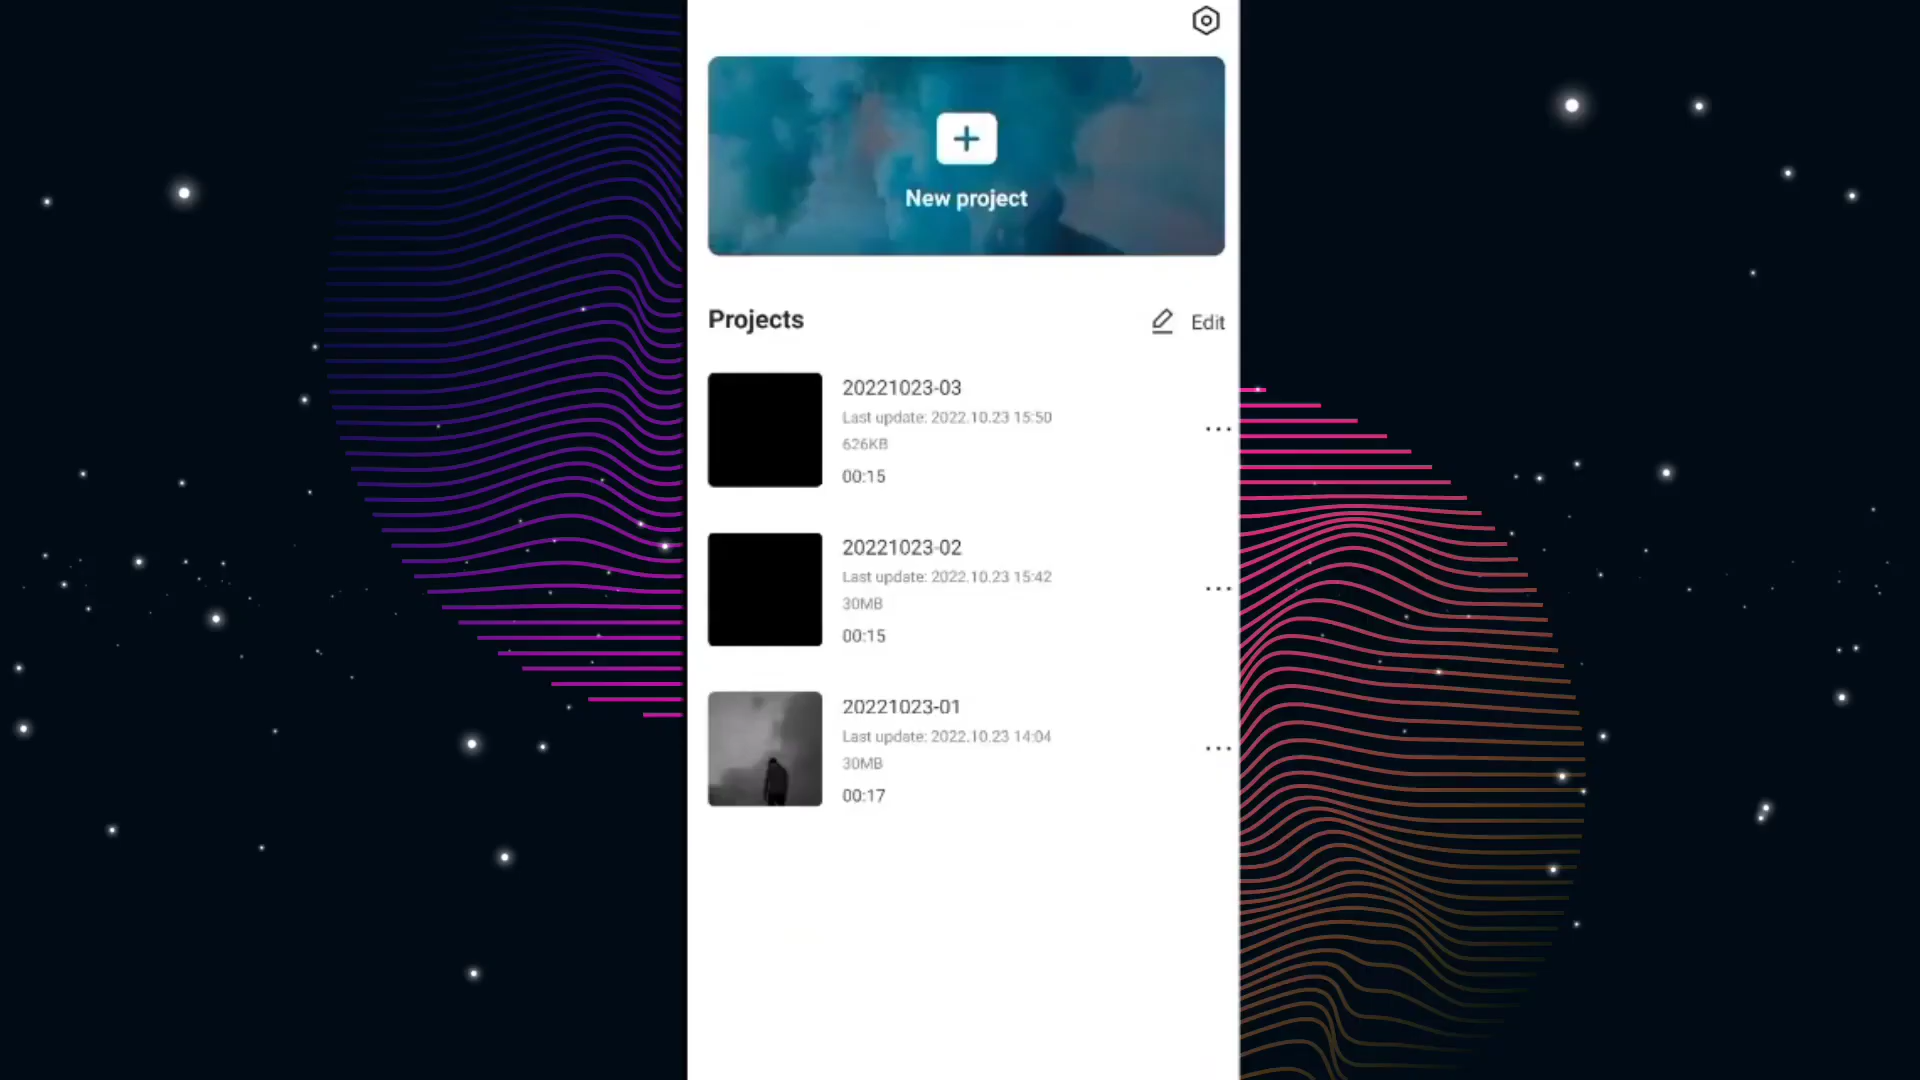 New project
Projects
Edit
20221023-03
Last update: 2022.10.23 15:50
626KB
00:15
20221023-02
Last update: 2022.10.23 15:42
30MB
00:15
20221023-01
Last update: 2022.10.23 14:04
30MB
00:17